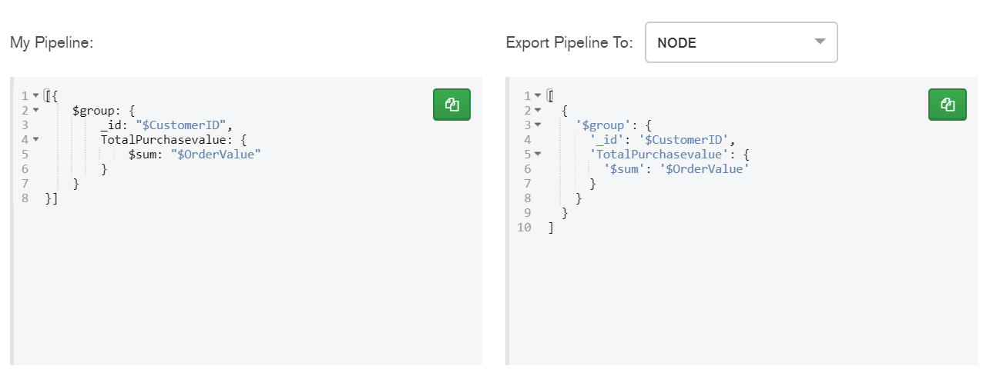 My Pipeline:
Export Pipeline To: NODE
1 [{
2     $group: {
3         _id: "$CustomerID",
4         TotalPurchasevalue: {
5             $sum: "$OrderValue"
6         }
7     }
8 }]
1 [
2   {
3     '$group': {
4       '_id': '$CustomerID',
5       'TotalPurchasevalue': {
6         '$sum': '$OrderValue'
7       }
8     }
9   }
10 ]